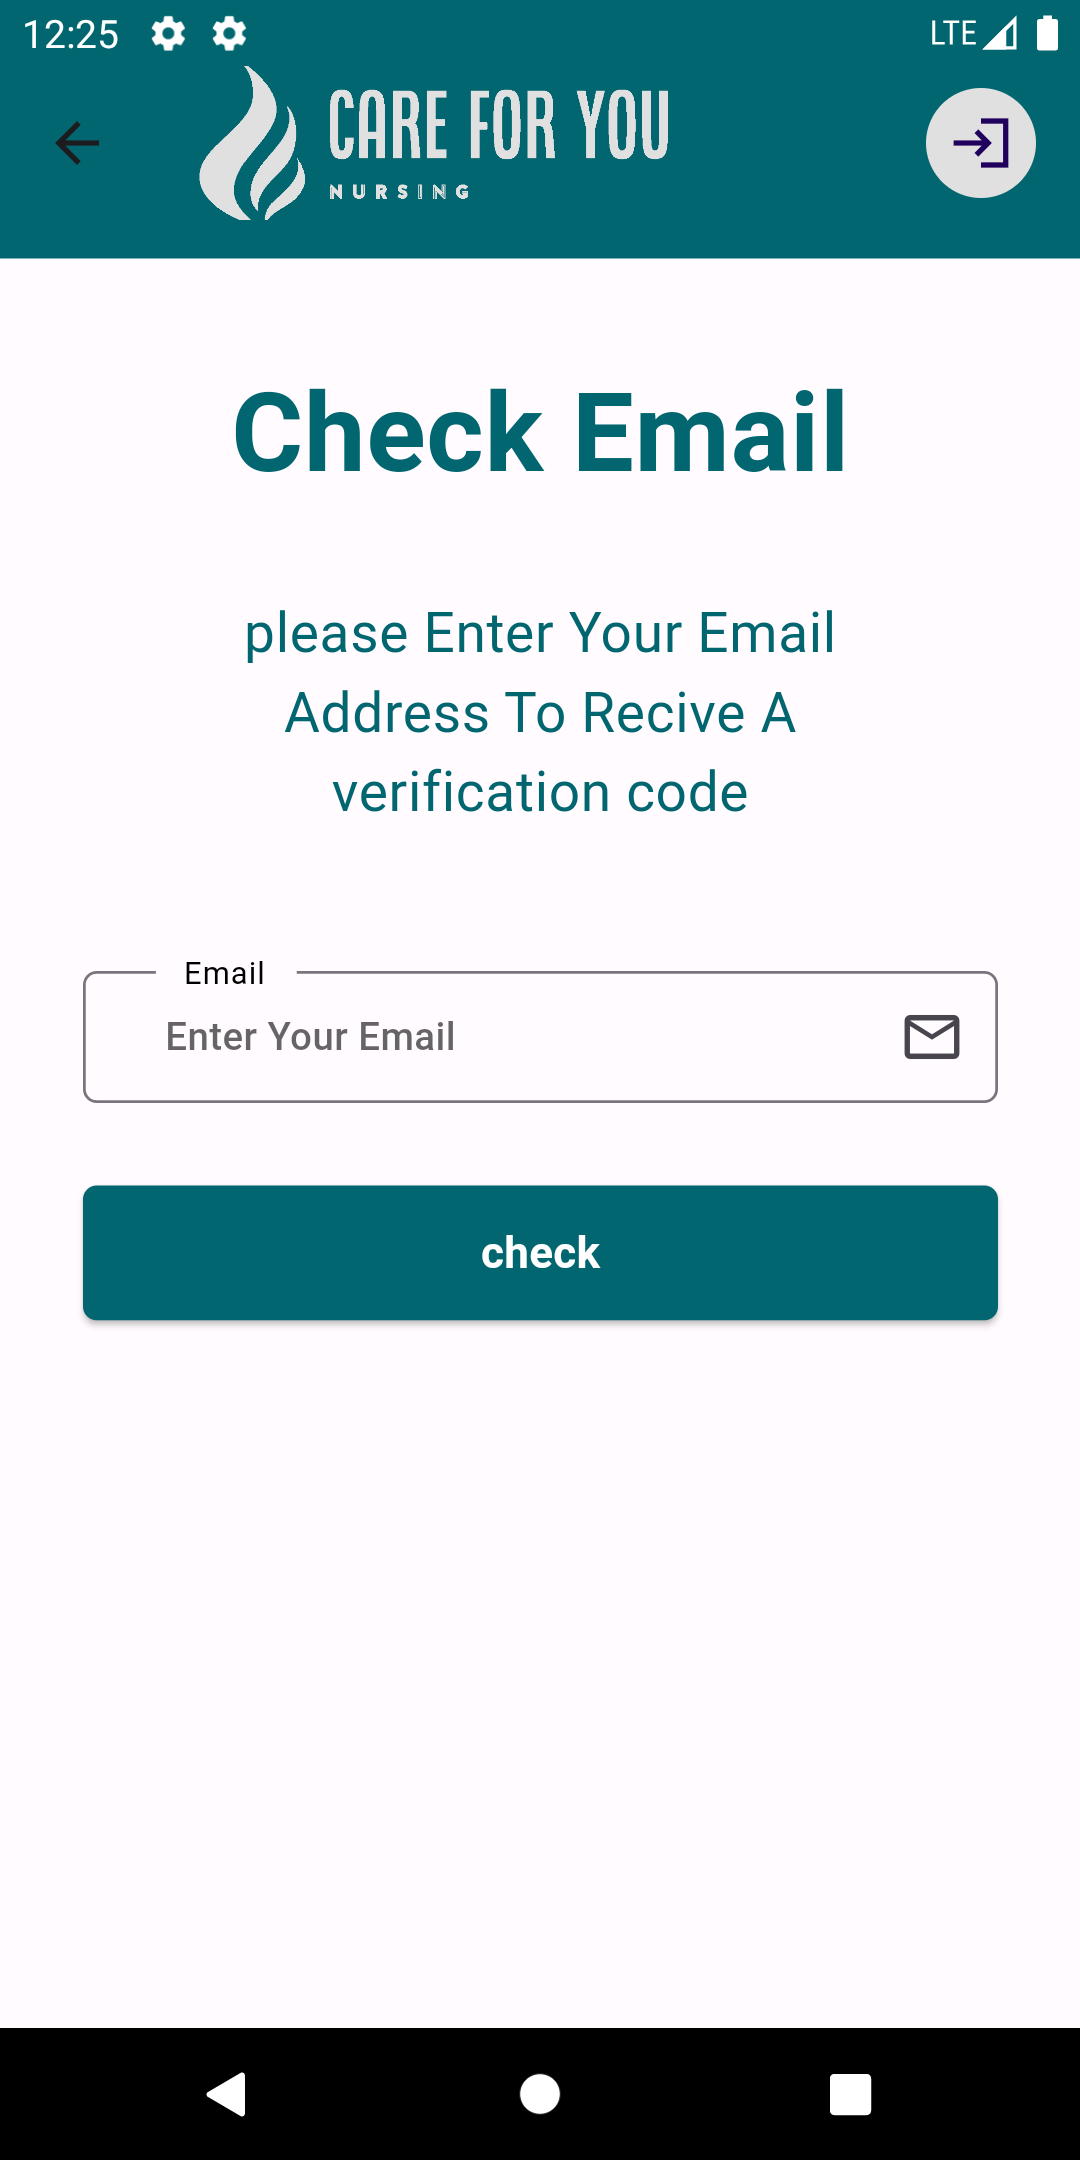 12:25
LTE
CARE FOR YOU
NURSING
Check Email
please Enter Your Email
Address To Recive A
verification code
Email
Enter Your Email
check